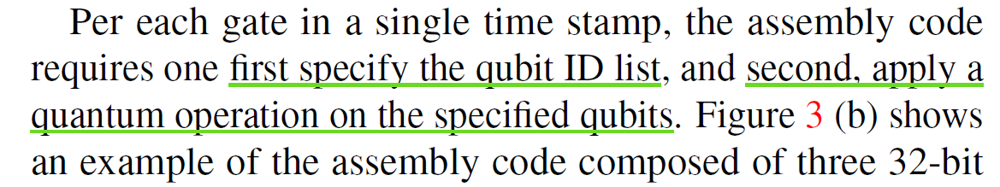 Per each gate in a single time stamp, the assembly code
requires one first specify the qubit ID list, and second, apply a
quantum operation on the specified qubits. Figure 3 (b) shows
an example of the assembly code composed of three 32-bit